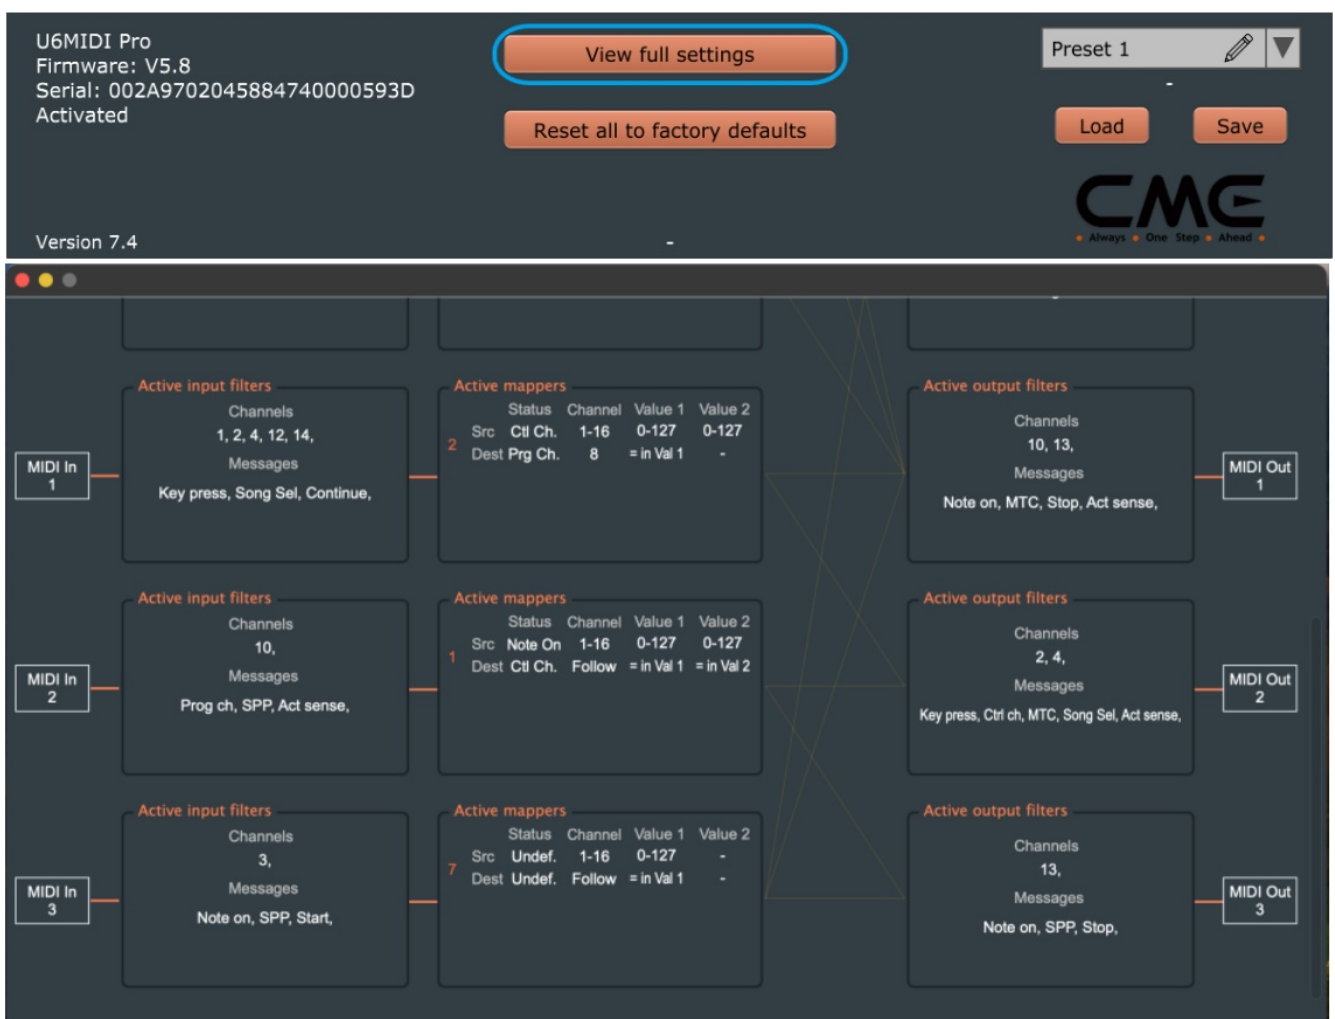 U6MIDI Pro
Firmware: V5.8
Serial: 002A9702045884740000593D
Activated
Version 7.4
View full settings
Reset all to factory defaults
-
Preset 1
-
Load Save
CME
Always One Step Ahead
Active input filters
Channels
1, 2, 4, 12, 14,
Messages
Key press, Song Sel, Continue,
MIDI In
1
Active mappers
Status Channel Value 1 Value 2
2
Src Ctl Ch. 1-16 0-127 0-127
Dest Prg Ch. 8 = in Val 1 -
Active output filters
Channels
10, 13,
Messages
Note on, MTC, Stop, Act sense,
MIDI Out
1
Active input filters
Channels
10,
Messages
Prog ch, SPP, Act sense,
MIDI In
2
Active mappers
Status Channel Value 1 Value 2
1
Src Note On 1-16 0-127 0-127
Dest Ctl Ch. Follow = in Val 1 = in Val 2
Active output filters
Channels
2, 4,
Messages
Key press, Ctrl ch, MTC, Song Sel, Act sense,
MIDI Out
2
Active input filters
Channels
3,
Messages
Note on, SPP, Start,
MIDI In
3
Active mappers
Status Channel Value 1 Value 2
7
Src Undef. 1-16 0-127 -
Dest Undef. Follow = in Val 1 -
Active output filters
Channels
13,
Messages
Note on, SPP, Stop,
MIDI Out
3